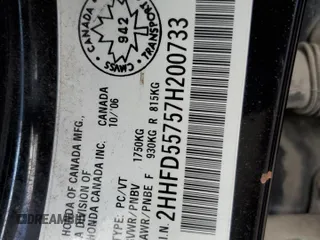 CANADA
942
CMVSS
TRANSPORT
HONDA OF CANADA MFG.,
A DIVISION OF
HONDA CANADA INC.
CANADA
10/'06
TYPE: PC/VT
GVWR/PNBV 1750KG
GAWR/PNBE F 930KG R 815KG
V.I.N. 2HHFD55757H200733